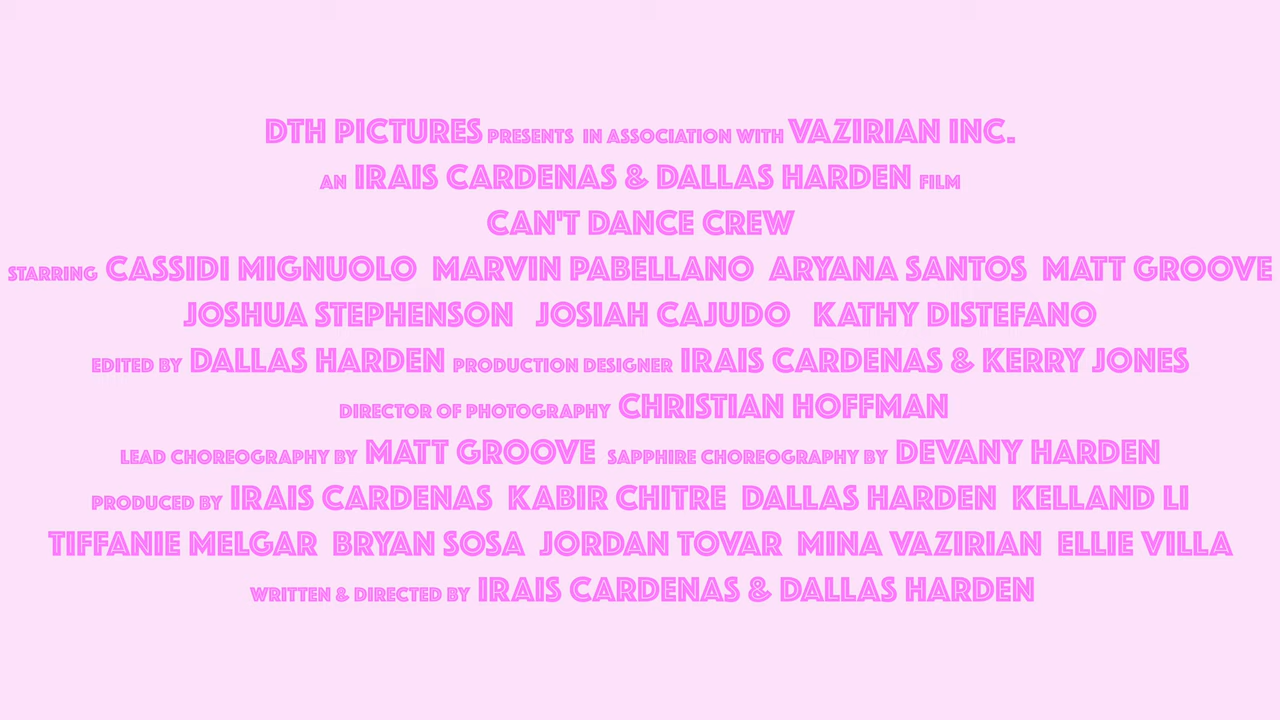 DTH PICTURES PRESENTS IN ASSOCIATION WITH VAZIRIAN INC.
AN IRAIS CARDENAS & DALLAS HARDEN FILM
CAN'T DANCE CREW
STARRING CASSIDI MIGNUOLO MARVIN PABELLANO ARYANA SANTOS MATT GROOVE
JOSHUA STEPHENSON JOSIAH CAJUDO KATHY DISTEFANO
EDITED BY DALLAS HARDEN PRODUCTION DESIGNER IRAIS CARDENAS & KERRY JONES
DIRECTOR OF PHOTOGRAPHY CHRISTIAN HOFFMAN
LEAD CHOREOGRAPHY BY MATT GROOVE SAPPHIRE CHOREOGRAPHY BY DEVANY HARDEN
PRODUCED BY IRAIS CARDENAS KABIR CHITRE DALLAS HARDEN KELLAND LI
TIFFANIE MELGAR BRYAN SOSA JORDAN TOVAR MINA VAZIRIAN ELLIE VILLA
WRITTEN & DIRECTED BY IRAIS CARDENAS & DALLAS HARDEN